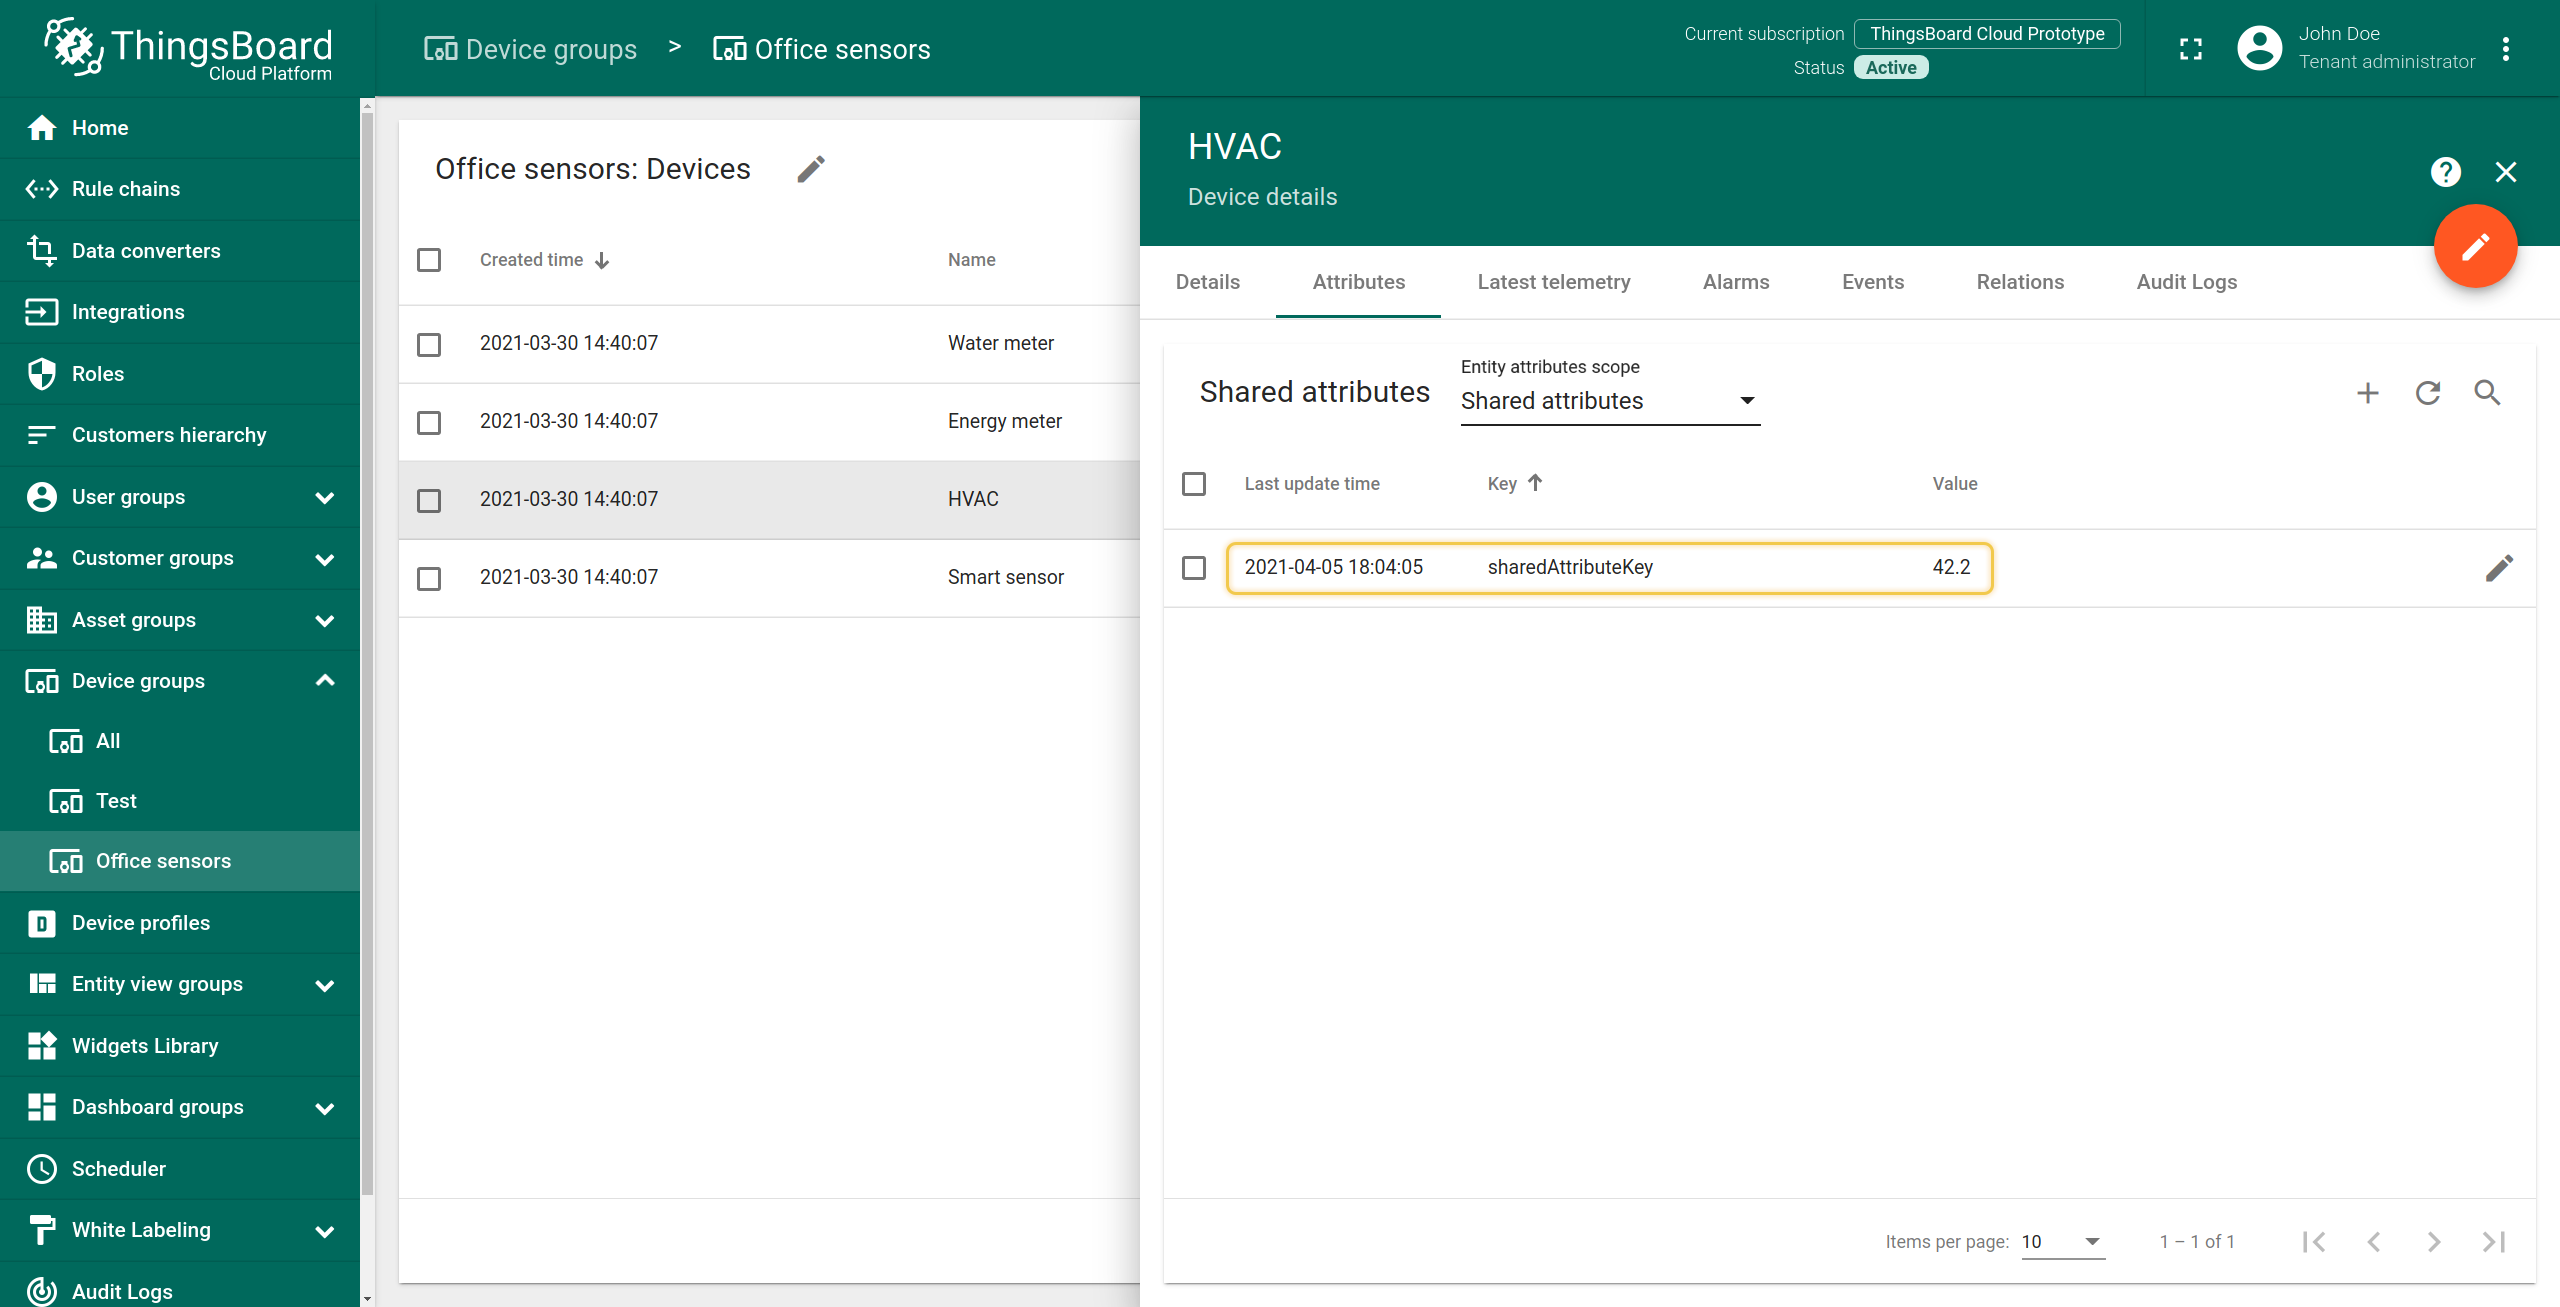 ThingsBoard
Cloud Platform
Device groups > Office sensors
Current subscription ThingsBoard Cloud Prototype
Status Active
John Doe
Tenant administrator
Home
Rule chains
Data converters
Integrations
Roles
Customers hierarchy
User groups
Customer groups
Asset groups
Device groups
All
Test
Office sensors
Device profiles
Entity view groups
Widgets Library
Dashboard groups
Scheduler
White Labeling
Audit Logs
Office sensors: Devices
Created time Name
2021-03-30 14:40:07 Water meter
2021-03-30 14:40:07 Energy meter
2021-03-30 14:40:07 HVAC
2021-03-30 14:40:07 Smart sensor
HVAC
Device details
Details Attributes Latest telemetry Alarms Events Relations Audit Logs
Shared attributes
Entity attributes scope
Shared attributes
Last update time Key Value
2021-04-05 18:04:05 sharedAttributeKey 42.2
Items per page: 10 1 – 1 of 1